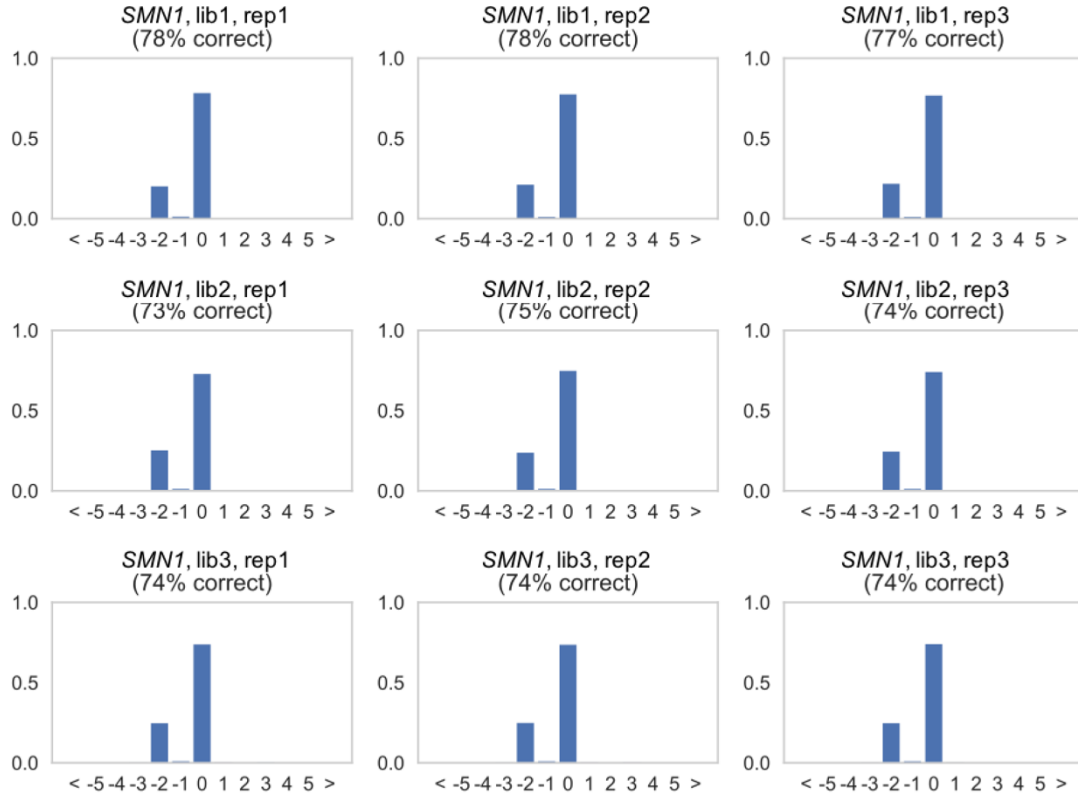 SMN1, lib1, rep1
(78% correct)
1.0
0.5
0.0
< -5 -4 -3 -2 -1 0 1 2 3 4 5 >
SMN1, lib1, rep2
(78% correct)
1.0
0.5
0.0
< -5 -4 -3 -2 -1 0 1 2 3 4 5 >
SMN1, lib1, rep3
(77% correct)
1.0
0.5
0.0
< -5 -4 -3 -2 -1 0 1 2 3 4 5 >
SMN1, lib2, rep1
(73% correct)
1.0
0.5
0.0
< -5 -4 -3 -2 -1 0 1 2 3 4 5 >
SMN1, lib2, rep2
(75% correct)
1.0
0.5
0.0
< -5 -4 -3 -2 -1 0 1 2 3 4 5 >
SMN1, lib2, rep3
(74% correct)
1.0
0.5
0.0
< -5 -4 -3 -2 -1 0 1 2 3 4 5 >
SMN1, lib3, rep1
(74% correct)
1.0
0.5
0.0
< -5 -4 -3 -2 -1 0 1 2 3 4 5 >
SMN1, lib3, rep2
(74% correct)
1.0
0.5
0.0
< -5 -4 -3 -2 -1 0 1 2 3 4 5 >
SMN1, lib3, rep3
(74% correct)
1.0
0.5
0.0
< -5 -4 -3 -2 -1 0 1 2 3 4 5 >